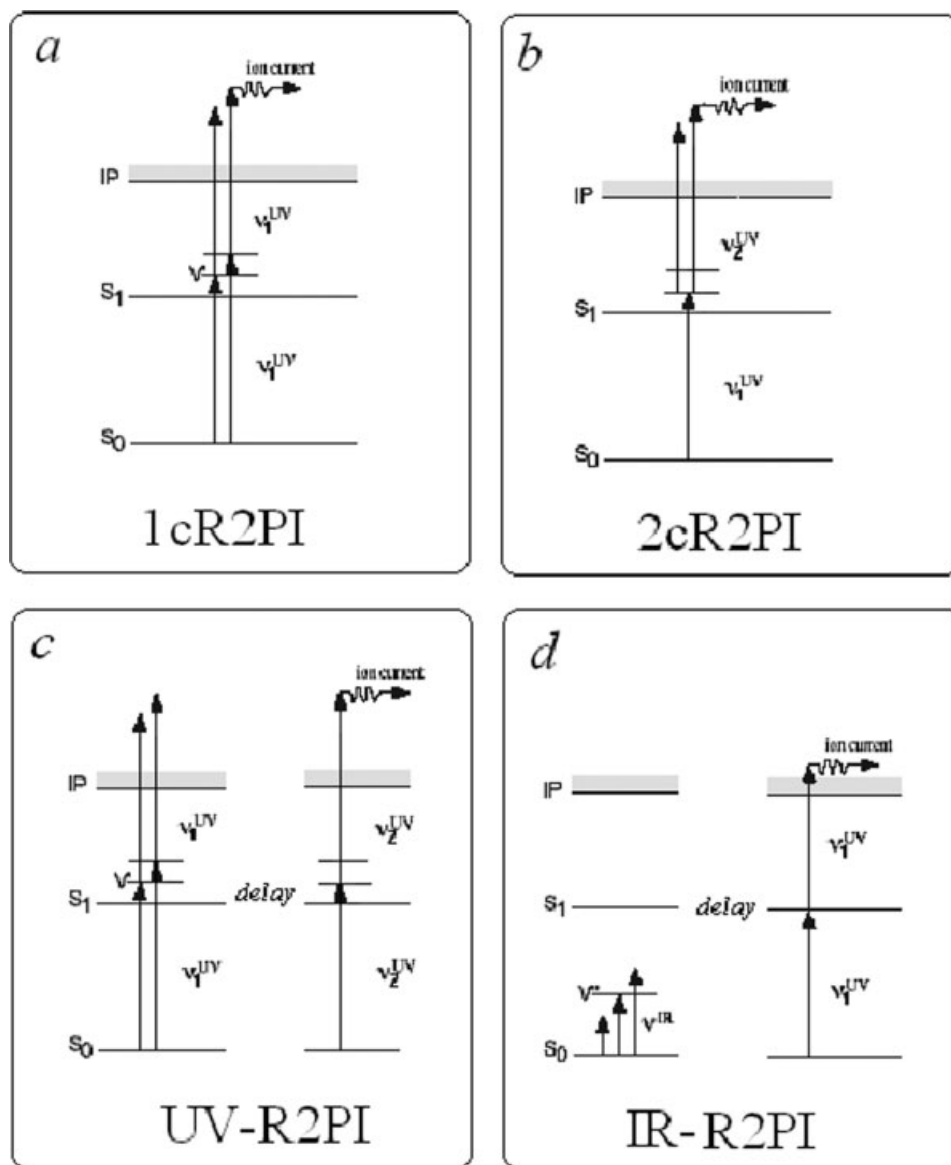 a
ion current
IP
ν₁ᵁⱽ
v'
S₁
ν₁ᵁⱽ
S₀
1cR2PI
b
ion current
IP
ν₂ᵁⱽ
S₁
ν₁ᵁⱽ
S₀
2cR2PI
c
ion current
IP
ν₁ᵁⱽ ν₂ᵁⱽ
v'
S₁ delay
ν₁ᵁⱽ ν₂ᵁⱽ
S₀
UV-R2PI
d
ion current
IP
ν₁ᵁⱽ
S₁ delay
v'' νᴵᴿ ν₁ᵁⱽ
S₀
IR-R2PI